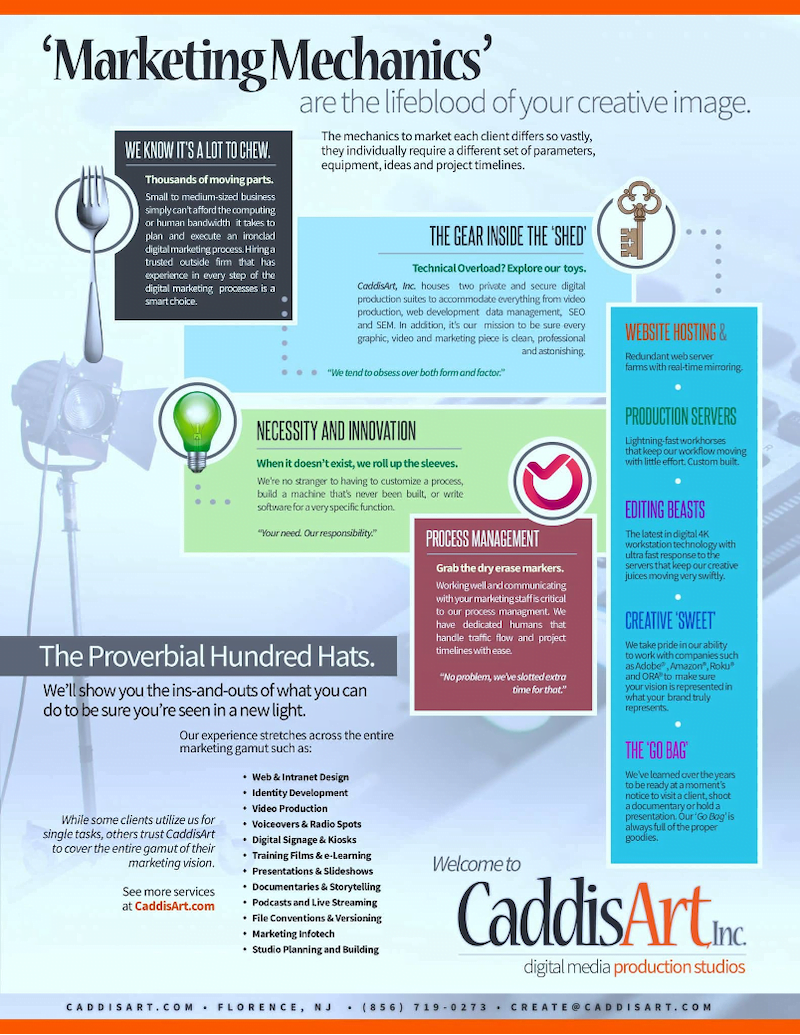 ‘Marketing Mechanics’
are the lifeblood of your creative image.
The mechanics to market each client differs so vastly,
they individually require a different set of parameters,
equipment, ideas and project timelines.
WE KNOW IT'S A LOT TO CHEW.
Thousands of moving parts.
Small to medium-sized business
simply can't afford the computing
or human bandwidth it takes to
plan and execute an ironclad
digital marketing process. Hiring a
trusted outside firm that has
experience in every step of the
digital marketing processes is a
smart choice.
THE GEAR INSIDE THE ‘SHED’
Technical Overload? Explore our toys.
CaddisArt, Inc. houses two private and secure digital
production suites to accommodate everything from video
production, web development data management, SEO
and SEM. In addition, it's our mission to be sure every
graphic, video and marketing piece is clean, professional
and astonishing.
“We tend to obsess over both form and factor.”
NECESSITY AND INNOVATION
When it doesn't exist, we roll up the sleeves.
We're no stranger to having to customize a process,
build a machine that's never been built, or write
software for a very specific function.
“Your need. Our responsibility.”
PROCESS MANAGEMENT
Grab the dry erase markers.
Working well and communicating
with your marketing staff is critical
to our process managment. We
have dedicated humans that
handle traffic flow and project
timelines with ease.
“No problem, we've slotted extra
time for that.”
WEBSITE HOSTING &
Redundant web server
farms with real-time mirroring.
PRODUCTION SERVERS
Lightning-fast workhorses
that keep our workflow moving
with little effort. Custom built.
EDITING BEASTS
The latest in digital 4K
workstation technology with
ultra fast response to the
servers that keep our creative
juices moving very swiftly.
CREATIVE ‘SWEET’
We take pride in our ability
to work with companies such
as Adobe®, Amazon®, Roku®
and ORA® to make sure
your vision is represented in
what your brand truly
represents.
THE ‘GO BAG’
We've learned over the years
to be ready at a moment's
notice to visit a client, shoot
a documentary or hold a
presentation. Our ‘Go Bag’ is
always full of the proper
goodies.
The Proverbial Hundred Hats.
We'll show you the ins-and-outs of what you can
do to be sure you're seen in a new light.
Our experience stretches across the entire
marketing gamut such as:
• Web & Intranet Design
• Identity Development
• Video Production
• Voiceovers & Radio Spots
• Digital Signage & Kiosks
• Training Films & e-Learning
• Presentations & Slideshows
• Documentaries & Storytelling
• Podcasts and Live Streaming
• File Conventions & Versioning
• Marketing Infotech
• Studio Planning and Building
While some clients utilize us for
single tasks, others trust CaddisArt
to cover the entire gamut of their
marketing vision.
See more services
at CaddisArt.com
Welcome to
CaddisArt Inc.
digital media production studios
CADDISART.COM • FLORENCE, NJ • (856) 719-0273 • CREATE@CADDISART.COM